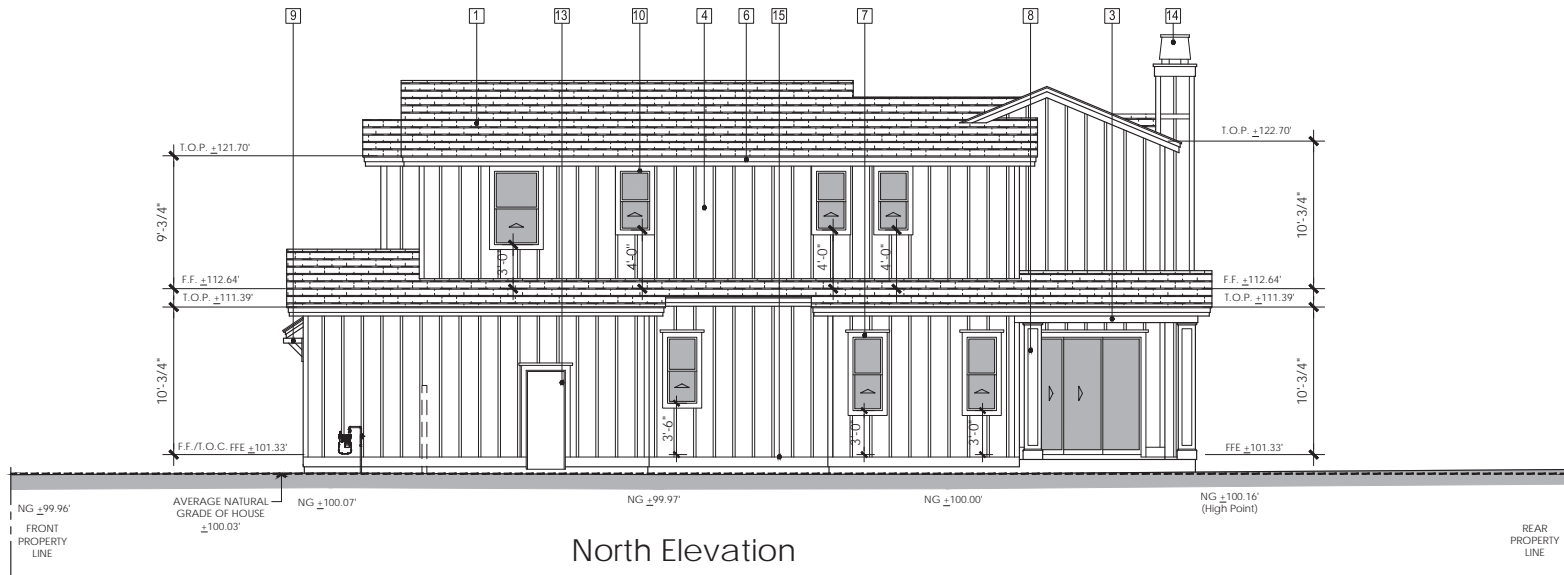 9 1 13 10 4 6 15 7 8 3 14
T.O.P. +122.70'
T.O.P. +121.70'
9'-3/4"
10'-3/4"
3'-0"
4'-0"
4'-0"
4'-0"
F.F. +112.64'
F.F. +112.64'
T.O.P. +111.39'
T.O.P. +111.39'
10'-3/4"
10'-3/4"
3'-6"
3'-0"
3'-0"
F.F./T.O.C. FFE +101.33'
FFE +101.33'
NG +99.96'
FRONT
PROPERTY
LINE
AVERAGE NATURAL
GRADE OF HOUSE
+100.03'
NG +100.07'
NG +99.97'
NG +100.00'
NG +100.16'
(High Point)
REAR
PROPERTY
LINE
North Elevation